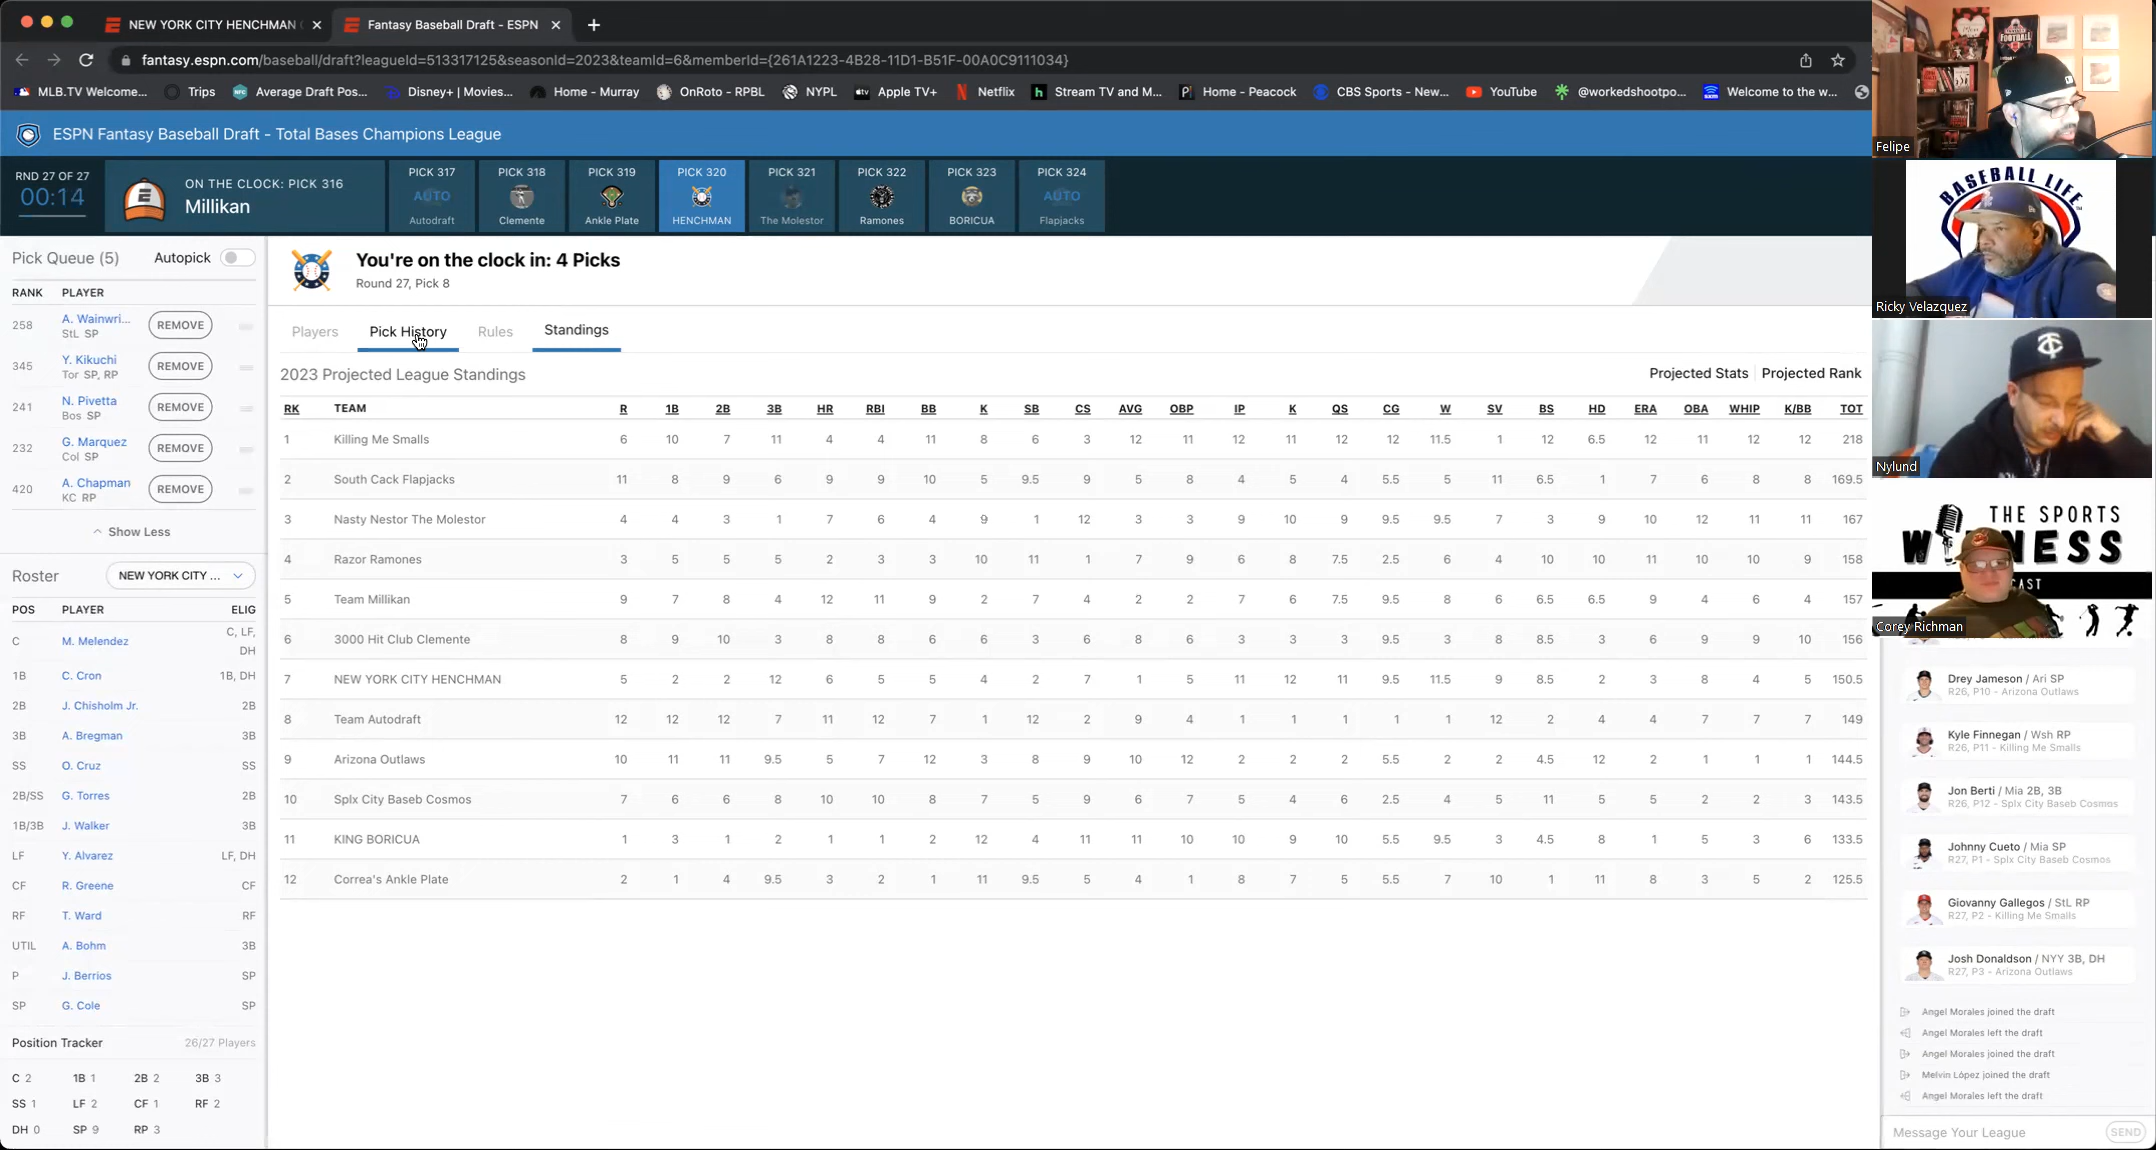 NEW YORK CITY HENCHMAN
Fantasy Baseball Draft - ESPN
fantasy.espn.com/baseball/draft?leagueId=513317125&seasonId=2023&teamId=6&memberId={261A1223-4B28-11D1-B51F-00A0C9111034}
MLB.TV Welcome... Trips Average Draft Pos... Disney+ | Movies... Home - Murray OnRoto - RPBL NYPL Apple TV+ Netflix Stream TV and M... Home - Peacock CBS Sports - New... YouTube @workedshootpo... Welcome to the w...
ESPN Fantasy Baseball Draft - Total Bases Champions League
RND 27 OF 27
00:14
ON THE CLOCK: PICK 316
Millikan
PICK 317 PICK 318 PICK 319 PICK 320 PICK 321 PICK 322 PICK 323 PICK 324
AUTO AUTO
Autodraft Clemente Ankle Plate HENCHMAN The Molestor Ramones BORICUA Flapjacks
Pick Queue (5) Autopick
RANK PLAYER
258 A. Wainwri... StL SP REMOVE
345 Y. Kikuchi Tor SP, RP REMOVE
241 N. Pivetta Bos SP REMOVE
232 G. Marquez Col SP REMOVE
420 A. Chapman KC RP REMOVE
Show Less
Roster NEW YORK CITY ...
POS PLAYER ELIG
C M. Melendez C, LF, DH
1B C. Cron 1B, DH
2B J. Chisholm Jr. 2B
3B A. Bregman 3B
SS O. Cruz SS
2B/SS G. Torres 2B
1B/3B J. Walker 3B
LF Y. Alvarez LF, DH
CF R. Greene CF
RF T. Ward RF
UTIL A. Bohm 3B
P J. Berrios SP
SP G. Cole SP
Position Tracker 26/27 Players
C 2 1B 1 2B 2 3B 3
SS 1 LF 2 CF 1 RF 2
DH 0 SP 9 RP 3
You're on the clock in: 4 Picks
Round 27, Pick 8
Players Pick History Rules Standings
2023 Projected League Standings Projected Stats Projected Rank
RK TEAM R 1B 2B 3B HR RBI BB K SB CS AVG OBP IP K QS CG W SV BS HD ERA OBA WHIP K/BB TOT
1 Killing Me Smalls 6 10 7 11 4 4 11 8 6 3 12 11 12 11 12 12 11.5 1 12 6.5 12 11 12 12 218
2 South Cack Flapjacks 11 8 9 6 9 9 10 5 9.5 9 5 8 4 5 4 5.5 5 11 6.5 1 7 6 8 8 169.5
3 Nasty Nestor The Molestor 4 4 3 1 7 6 4 9 1 12 3 3 9 10 9 9.5 9.5 7 3 9 10 12 11 11 167
4 Razor Ramones 3 5 5 5 2 3 3 10 11 1 7 9 6 8 7.5 2.5 6 4 10 10 11 10 10 9 158
5 Team Millikan 9 7 8 4 12 11 9 2 7 4 2 2 7 6 7.5 9.5 8 6 6.5 6.5 9 4 6 4 157
6 3000 Hit Club Clemente 8 9 10 3 8 8 6 6 3 6 8 6 3 3 3 9.5 3 8 8.5 3 6 9 9 10 156
7 NEW YORK CITY HENCHMAN 5 2 2 12 6 5 5 4 2 7 1 5 11 12 11 9.5 11.5 9 8.5 2 3 8 4 5 150.5
8 Team Autodraft 12 12 12 7 11 12 7 1 12 2 9 4 1 1 1 1 1 12 2 4 4 7 7 7 149
9 Arizona Outlaws 10 11 11 9.5 5 7 12 3 8 9 10 12 2 2 2 5.5 2 2 4.5 12 2 1 1 1 144.5
10 Splx City Baseb Cosmos 7 6 6 8 10 10 8 7 5 9 6 7 5 4 6 2.5 4 5 11 5 5 2 2 3 143.5
11 KING BORICUA 1 3 1 2 1 1 2 12 4 11 11 10 10 9 10 5.5 9.5 3 4.5 8 1 5 3 6 133.5
12 Correa's Ankle Plate 2 1 4 9.5 3 2 1 11 9.5 5 4 1 8 7 5 5.5 7 10 1 11 8 3 5 2 125.5
Felipe
BASEBALL LIFE
Ricky Velazquez
Nylund
THE SPORTS
Corey Richman
Drey Jameson / Ari SP
R26, P10 - Arizona Outlaws
Kyle Finnegan / Wsh RP
R26, P11 - Killing Me Smalls
Jon Berti / Mia 2B, 3B
R26, P12 - Splx City Baseb Cosmos
Johnny Cueto / Mia SP
R27, P1 - Splx City Baseb Cosmos
Giovanny Gallegos / StL RP
R27, P2 - Killing Me Smalls
Josh Donaldson / NYY 3B, DH
R27, P3 - Arizona Outlaws
Angel Morales joined the draft
Angel Morales left the draft
Angel Morales joined the draft
Melvin López joined the draft
Angel Morales left the draft
Message Your League SEND